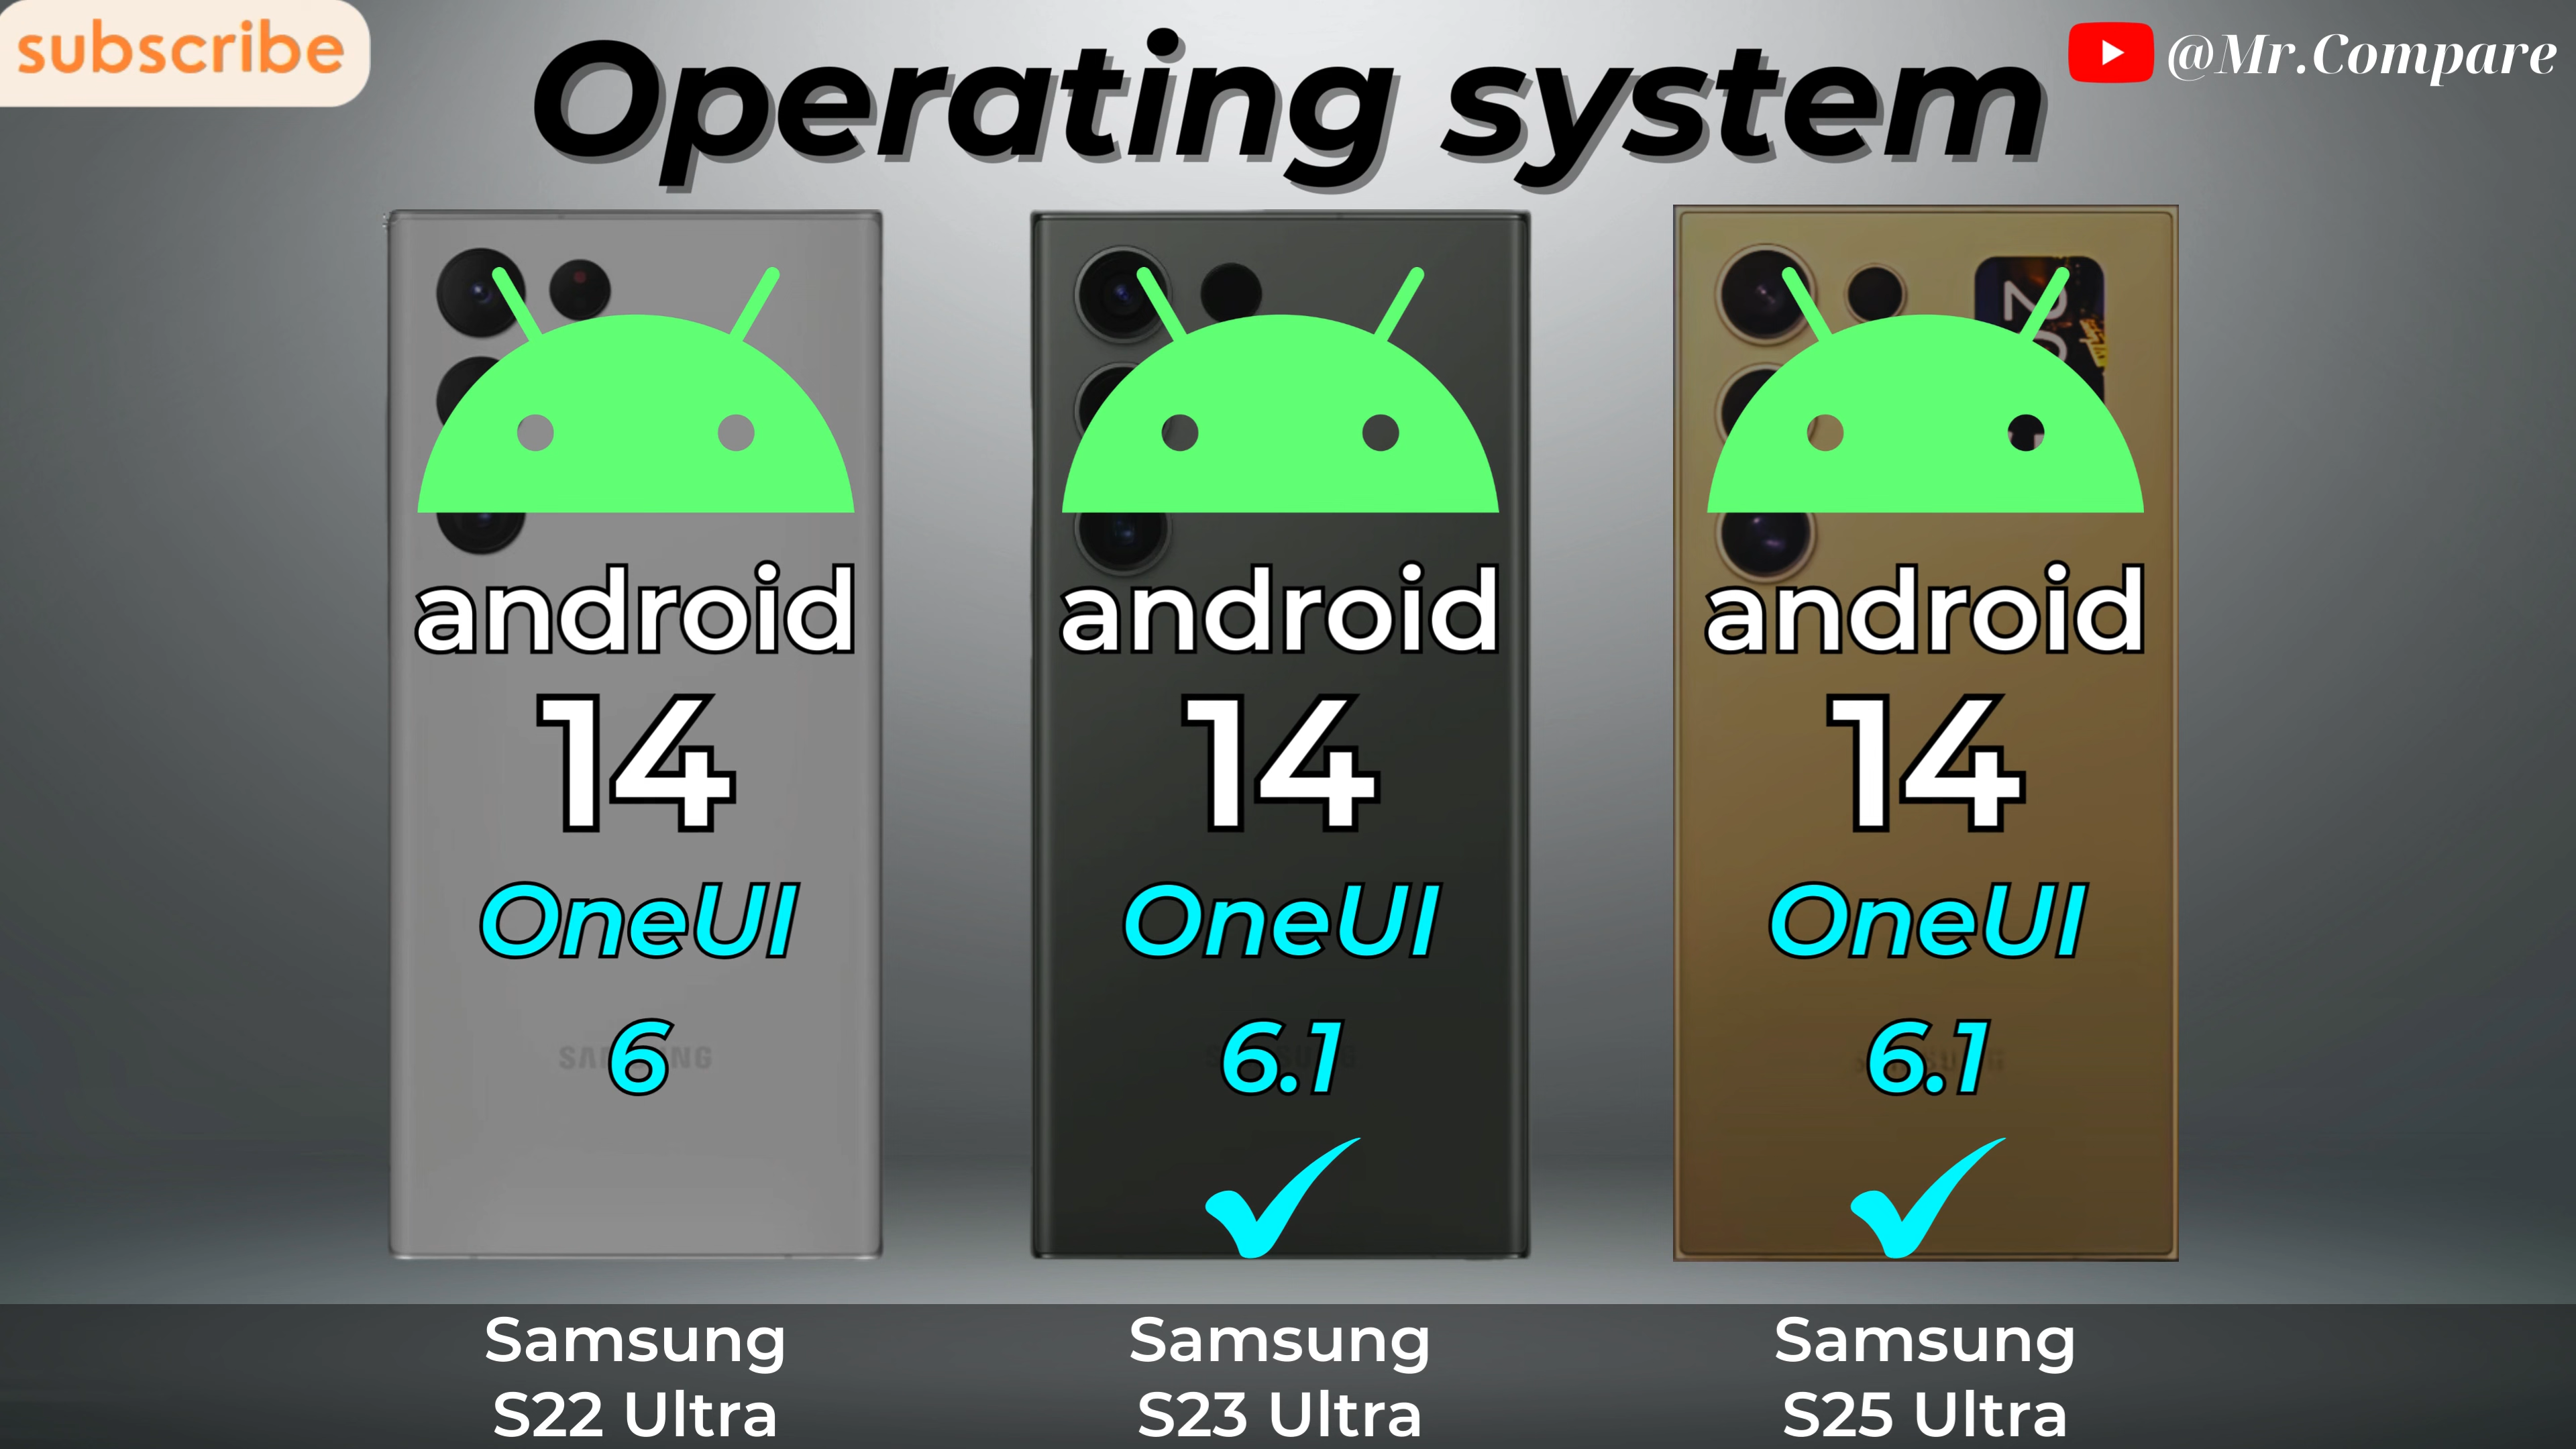 subscribe
Operating system
@Mr.Compare
android
14
OneUI
6
android
14
OneUI
6.1
android
14
OneUI
6.1
Samsung
S22 Ultra
Samsung
S23 Ultra
Samsung
S25 Ultra